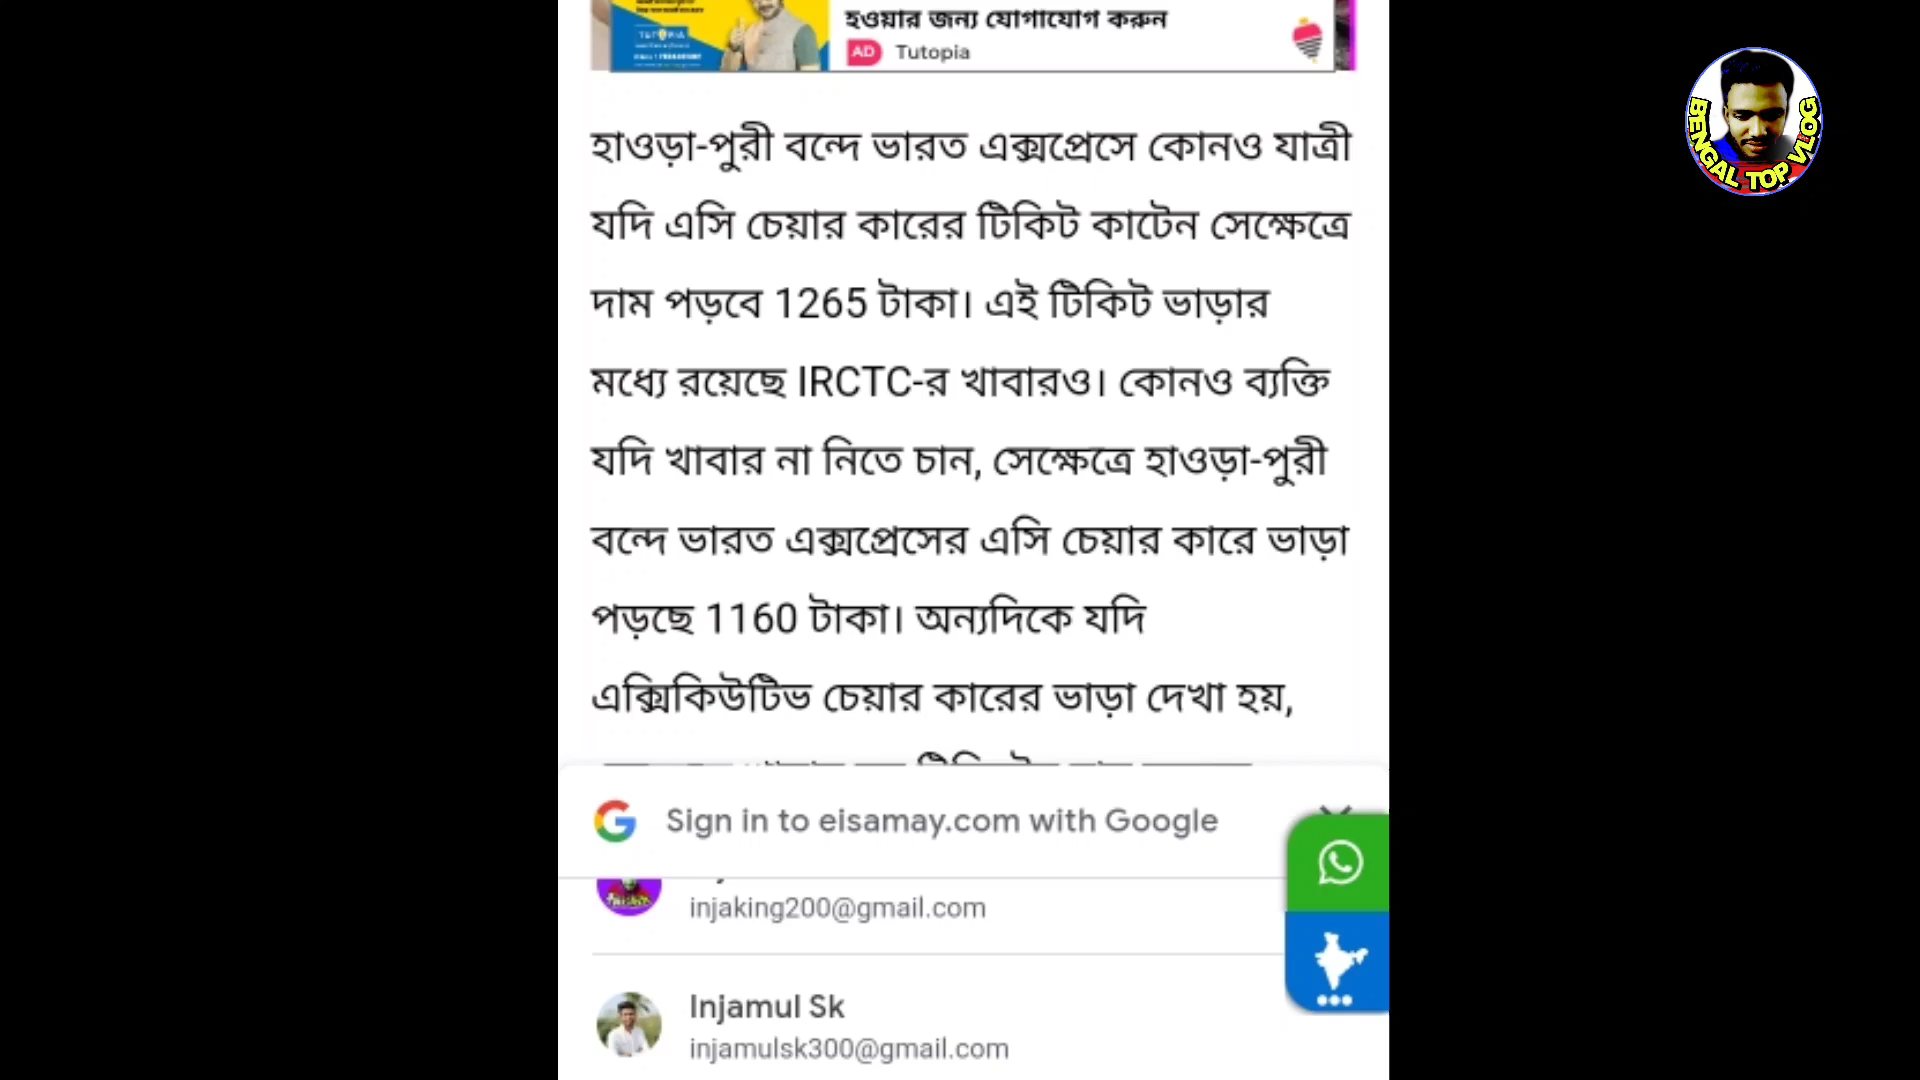 হওয়ার জন্য যোগাযোগ করুন
AD Tutopia
TUTOPIA
BENGAL TOP VLOG
হাওড়া-পুরী বন্দে ভারত এক্সপ্রেসে কোনও যাত্রী
যদি এসি চেয়ার কারের টিকিট কাটেন সেক্ষেত্রে
দাম পড়বে 1265 টাকা। এই টিকিট ভাড়ার
মধ্যে রয়েছে IRCTC-র খাবারও। কোনও ব্যক্তি
যদি খাবার না নিতে চান, সেক্ষেত্রে হাওড়া-পুরী
বন্দে ভারত এক্সপ্রেসের এসি চেয়ার কারে ভাড়া
পড়ছে 1160 টাকা। অন্যদিকে যদি
এক্সিকিউটিভ চেয়ার কারের ভাড়া দেখা হয়,
Sign in to eisamay.com with Google
injaking200@gmail.com
Injamul Sk
injamulsk300@gmail.com